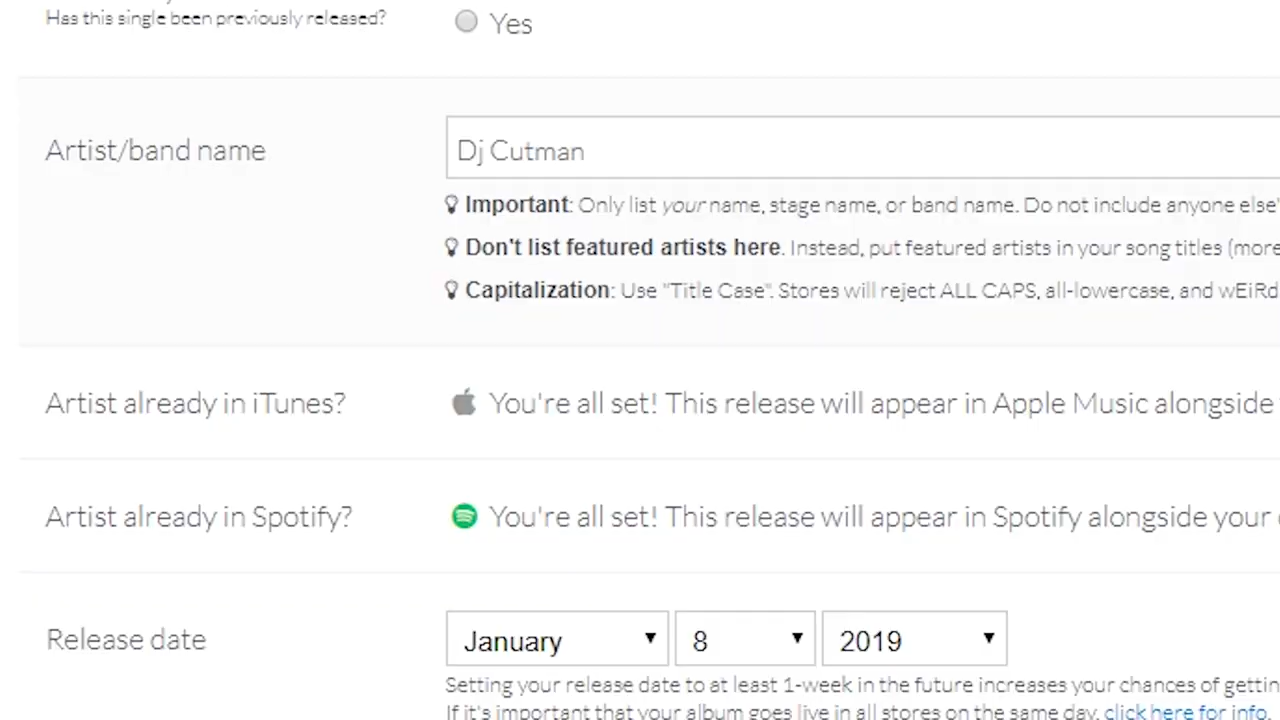 Has this single been previously released?
Yes
Artist/band name
Dj Cutman
Important: Only list your name, stage name, or band name. Do not include anyone else'
Don't list featured artists here. Instead, put featured artists in your song titles (more
Capitalization: Use "Title Case". Stores will reject ALL CAPS, all-lowercase, and wEiRd
Artist already in iTunes?
You're all set! This release will appear in Apple Music alongside
Artist already in Spotify?
You're all set! This release will appear in Spotify alongside your
Release date
January 8 2019
Setting your release date to at least 1-week in the future increases your chances of gettin
If it's important that your album goes live in all stores on the same day, click here for info.